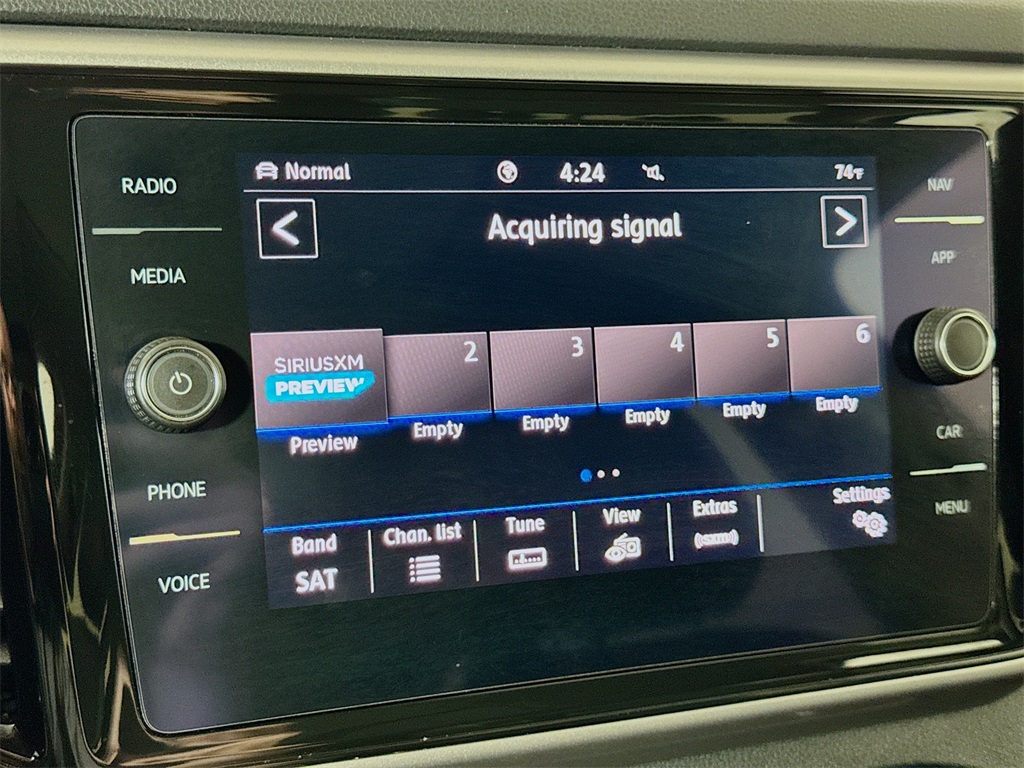 RADIO
MEDIA
PHONE
VOICE
Normal
4:24
74°F
<
Acquiring signal
>
SIRIUSXM
PREVIEW
2
3
4
5
6
Preview
Empty
Empty
Empty
Empty
Empty
Band
SAT
Chan. list
Tune
View
Extras
((SXM))
Settings
NAV
APP
CAR
MENU